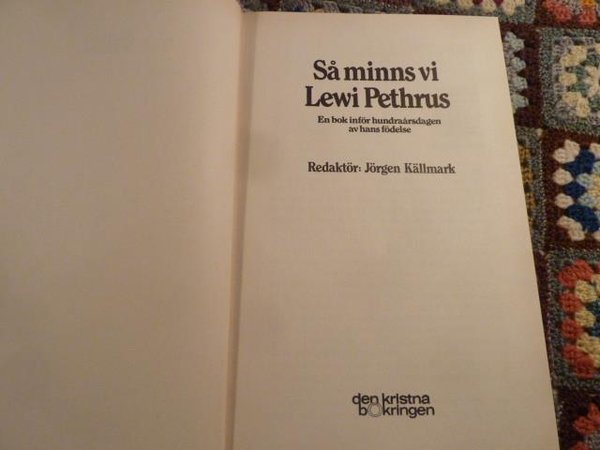 Så minns vi
Lewi Pethrus
En bok inför hundraårsdagen
av hans födelse
Redaktör: Jörgen Källmark
den kristna
bokringen